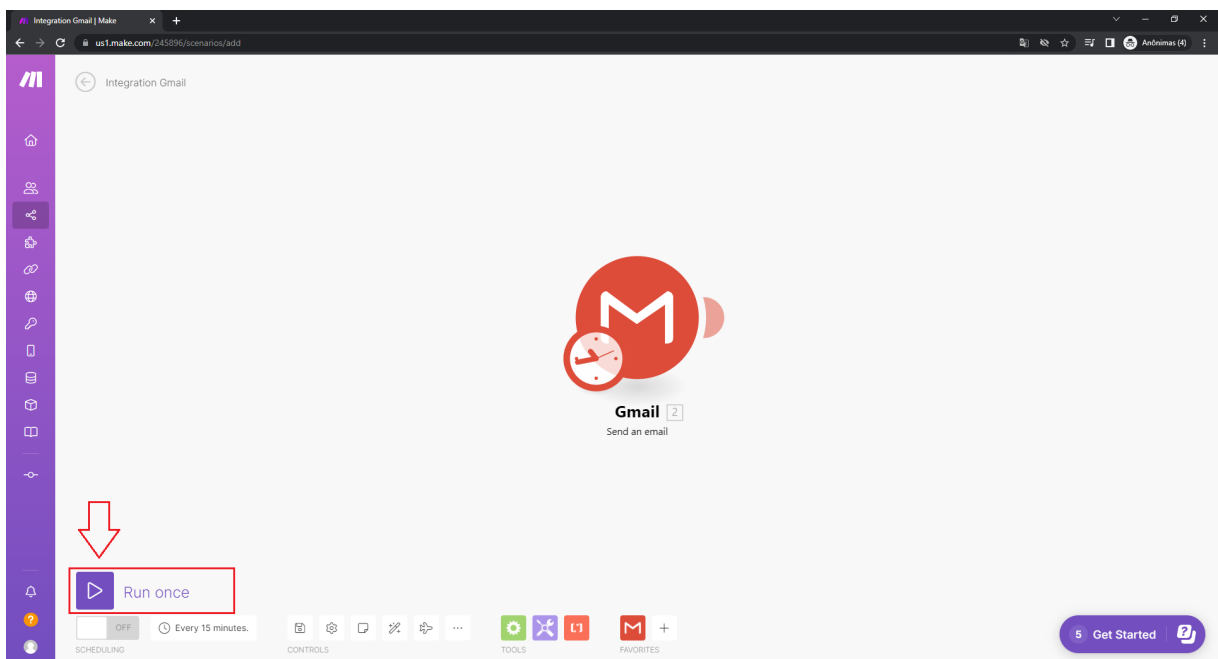 Integration Gmail | Make
us1.make.com/245896/scenarios/add
Anônimas (4)
Integration Gmail
Gmail 2
Send an email
Run once
OFF
Every 15 minutes.
SCHEDULING
CONTROLS
TOOLS
FAVORITES
5 Get Started